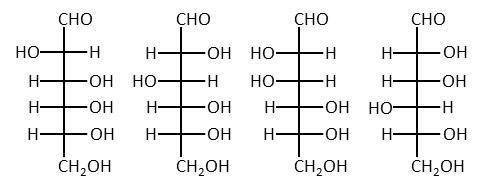 CHO CHO CHO CHO
HO H H OH HO H H OH
H OH HO H HO H H OH
H OH H OH H OH HO H
H OH H OH H OH H OH
CH₂OH CH₂OH CH₂OH CH₂OH